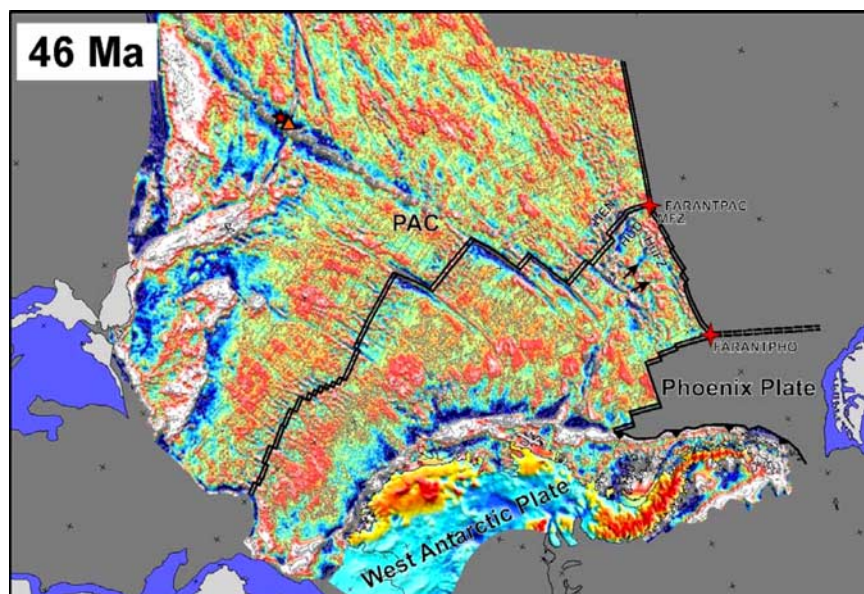 46 Ma
FARANTPAC
MFZ
PAC
FARANTPHO
Phoenix Plate
West Antarctic Plate